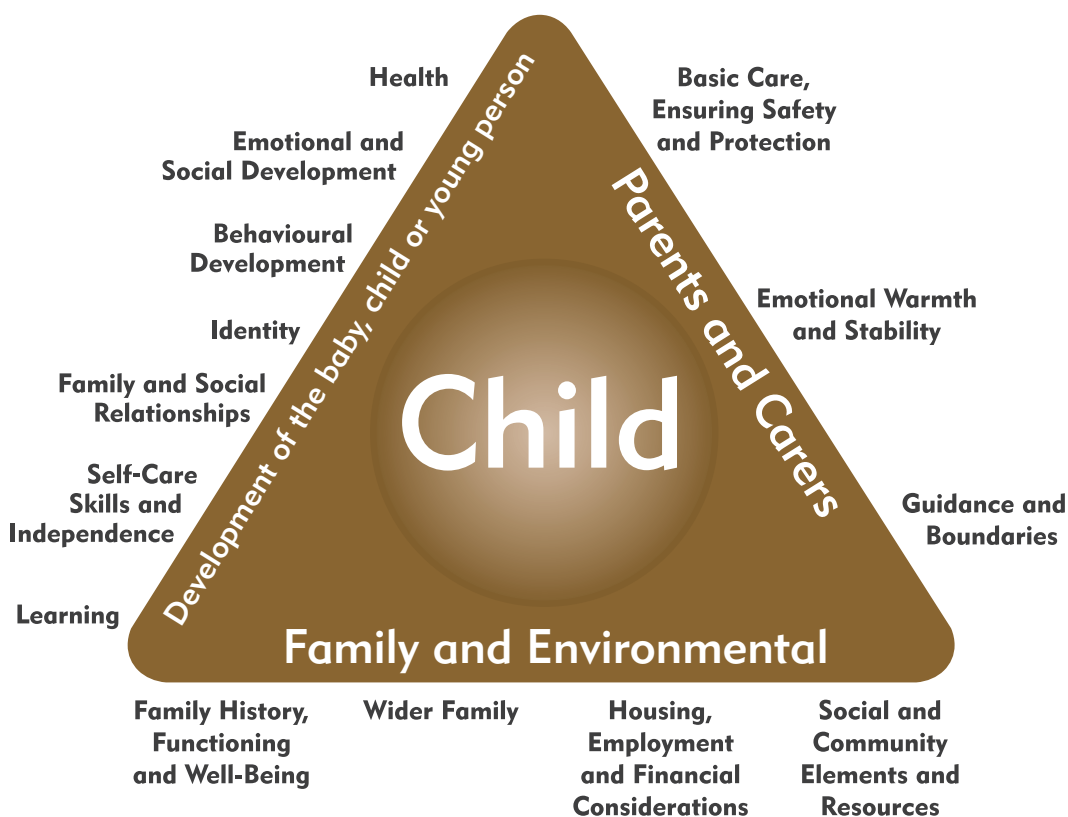 Health
Emotional and
Social Development
Behavioural
Development
Identity
Family and Social
Relationships
Self-Care
Skills and
Independence
Learning
Development of the baby, child or young person
Child
Parents and Carers
Basic Care,
Ensuring Safety
and Protection
Emotional Warmth
and Stability
Guidance and
Boundaries
Family and Environmental
Family History,
Functioning
and Well-Being
Wider Family
Housing,
Employment
and Financial
Considerations
Social and
Community
Elements and
Resources